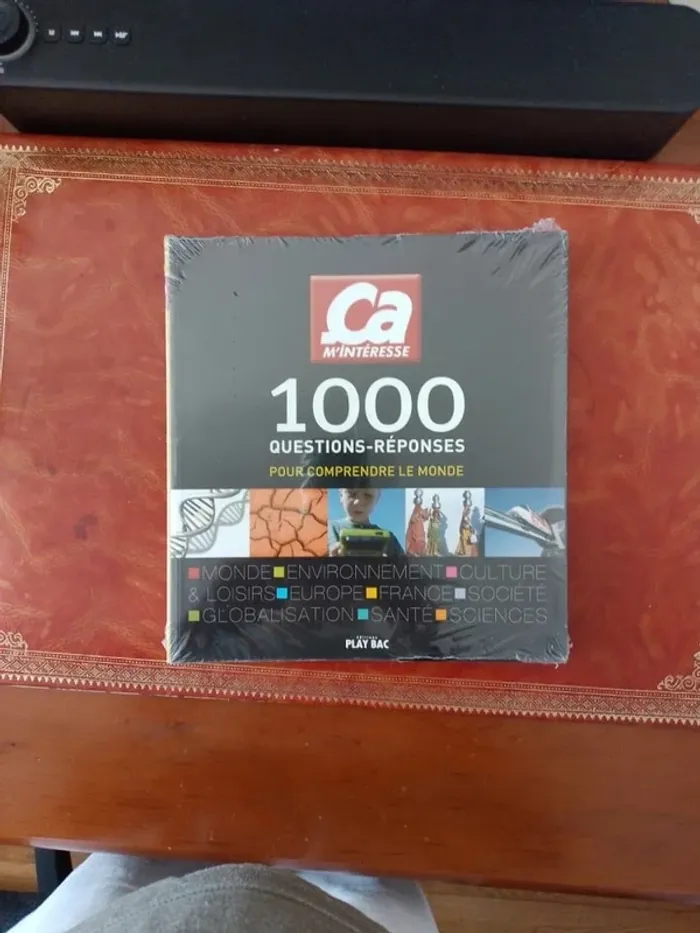 Ça
M'INTÉRESSE
1000
QUESTIONS-RÉPONSES
POUR COMPRENDRE LE MONDE
MONDE ENVIRONNEMENT CULTURE
& LOISIRS EUROPE FRANCE SOCIÉTÉ
GLOBALISATION SANTÉ SCIENCES
éditions
PLAY BAC